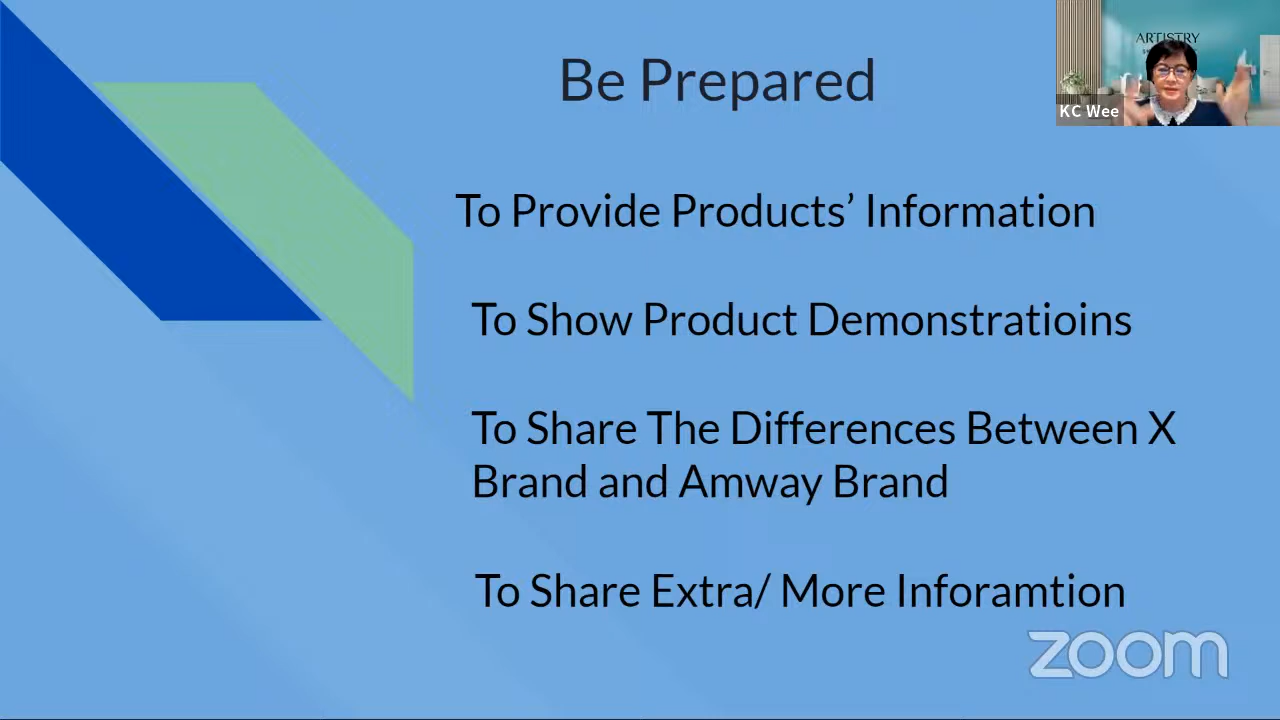 Be Prepared
ARTISTRY
KC Wee
To Provide Products’ Information
To Show Product Demonstratioins
To Share The Differences Between X
Brand and Amway Brand
To Share Extra/ More Inforamtion
zoom